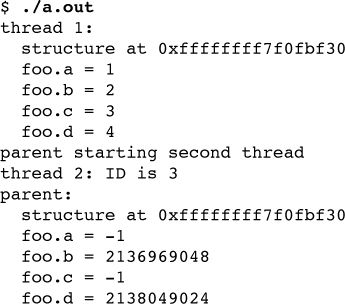 $ ./a.out
thread 1:
  structure at 0xffffffff7f0fbf30
  foo.a = 1
  foo.b = 2
  foo.c = 3
  foo.d = 4
parent starting second thread
thread 2: ID is 3
parent:
  structure at 0xffffffff7f0fbf30
  foo.a = -1
  foo.b = 2136969048
  foo.c = -1
  foo.d = 2138049024